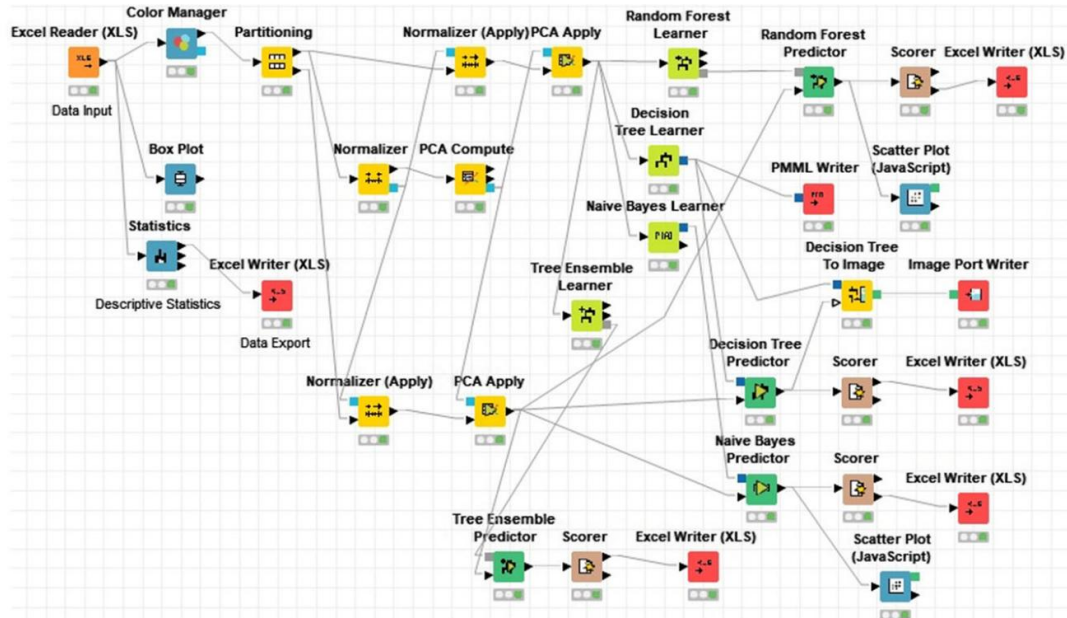 Color Manager
Excel Reader (XLS)
Data Input
Partitioning
Normalizer (Apply)
PCA Apply
Random Forest
Learner
Random Forest
Predictor
Scorer
Excel Writer (XLS)
Box Plot
Normalizer
PCA Compute
Decision
Tree Learner
PMML Writer
Scatter Plot
(JavaScript)
Statistics
Descriptive Statistics
Excel Writer (XLS)
Data Export
Naive Bayes Learner
Tree Ensemble
Learner
Decision Tree
To Image
Image Port Writer
Normalizer (Apply)
PCA Apply
Decision Tree
Predictor
Scorer
Excel Writer (XLS)
Naive Bayes
Predictor
Scorer
Excel Writer (XLS)
Tree Ensemble
Predictor
Scorer
Excel Writer (XLS)
Scatter Plot
(JavaScript)